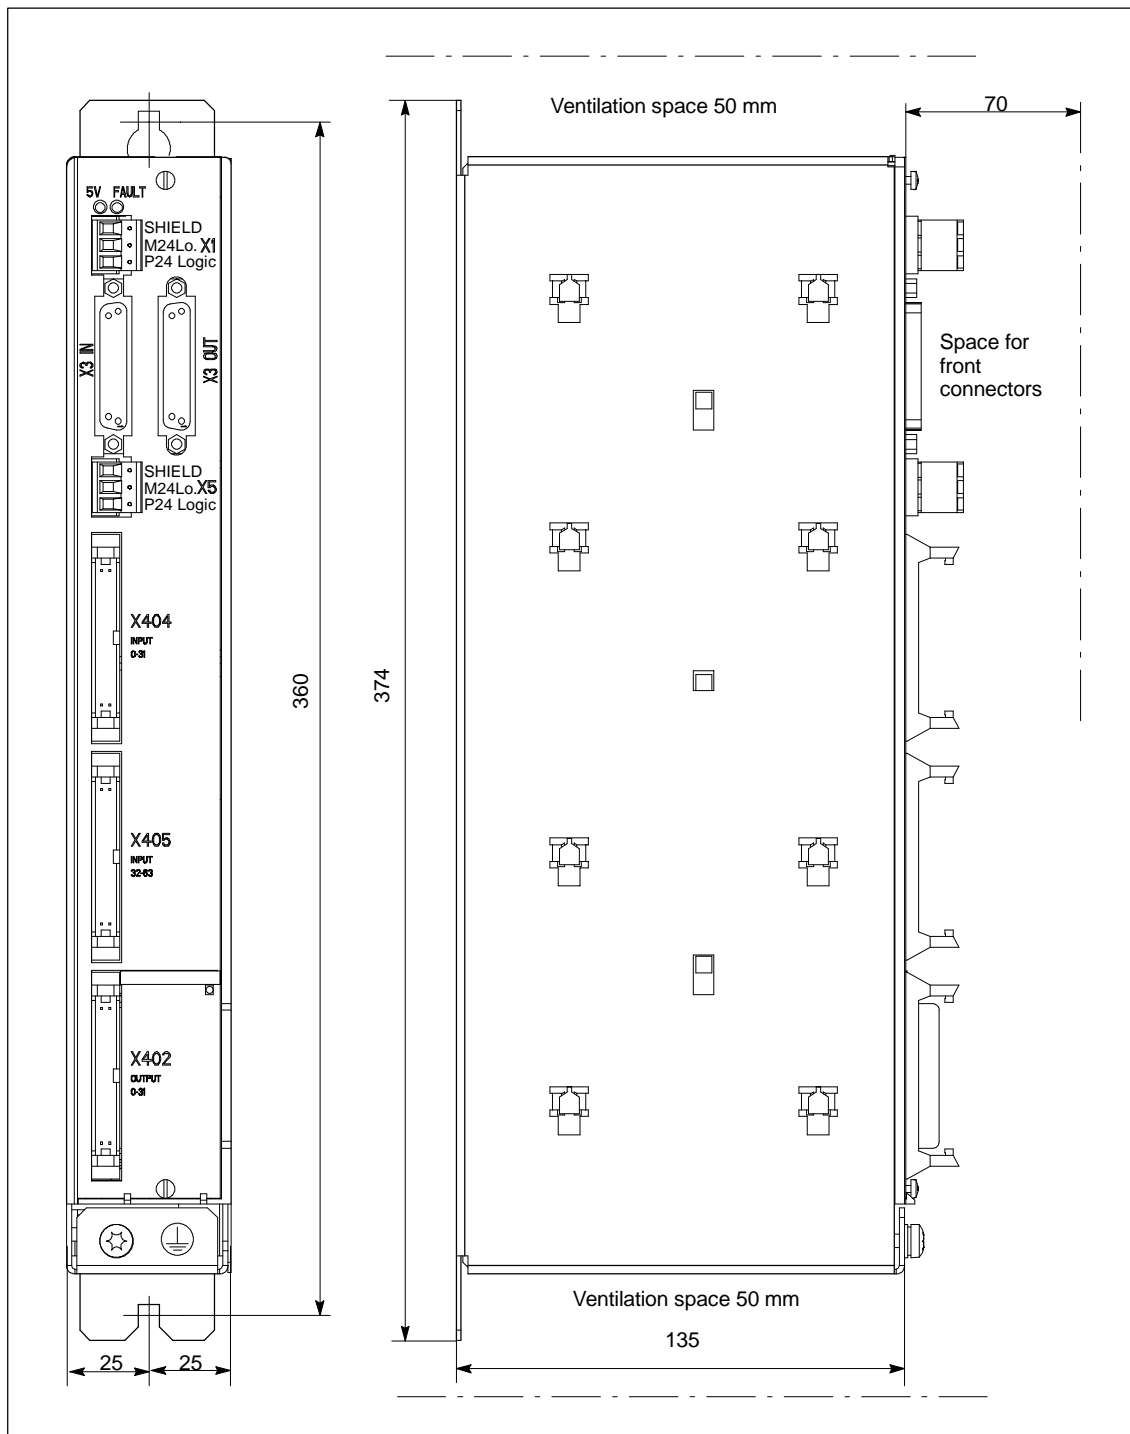 Ventilation space 50 mm
70
5V FAULT
SHIELD
M24Lo. X1
P24 Logic
X3 IN
X3 OUT
Space for
front
connectors
SHIELD
M24Lo. X5
P24 Logic
X404
INPUT
0-31
360
374
X405
INPUT
32-63
X402
OUTPUT
0-31
Ventilation space 50 mm
135
25
25